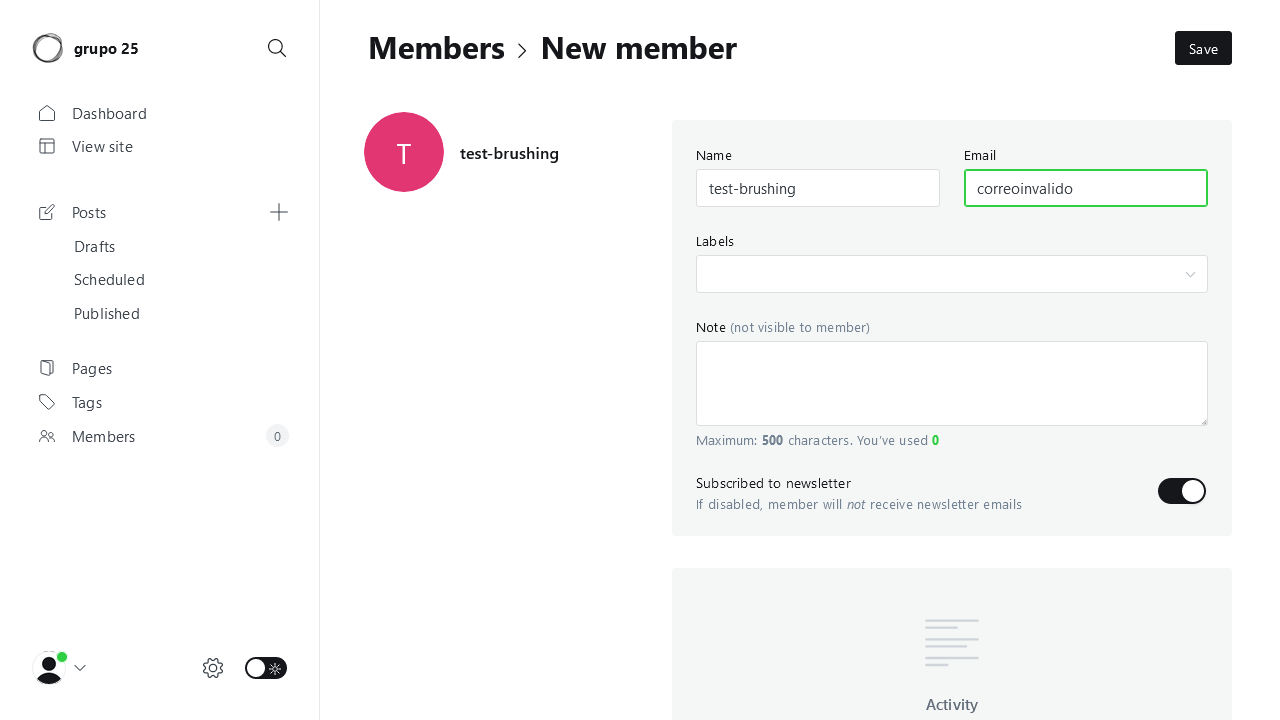 grupo 25
Dashboard
View site
Posts
Drafts
Scheduled
Published
Pages
Tags
Members 0
Members > New member
Save
T
test-brushing
Name
test-brushing
Email
correoinvalido
Labels
Note (not visible to member)
Maximum: 500 characters. You've used 0
Subscribed to newsletter
If disabled, member will not receive newsletter emails
Activity